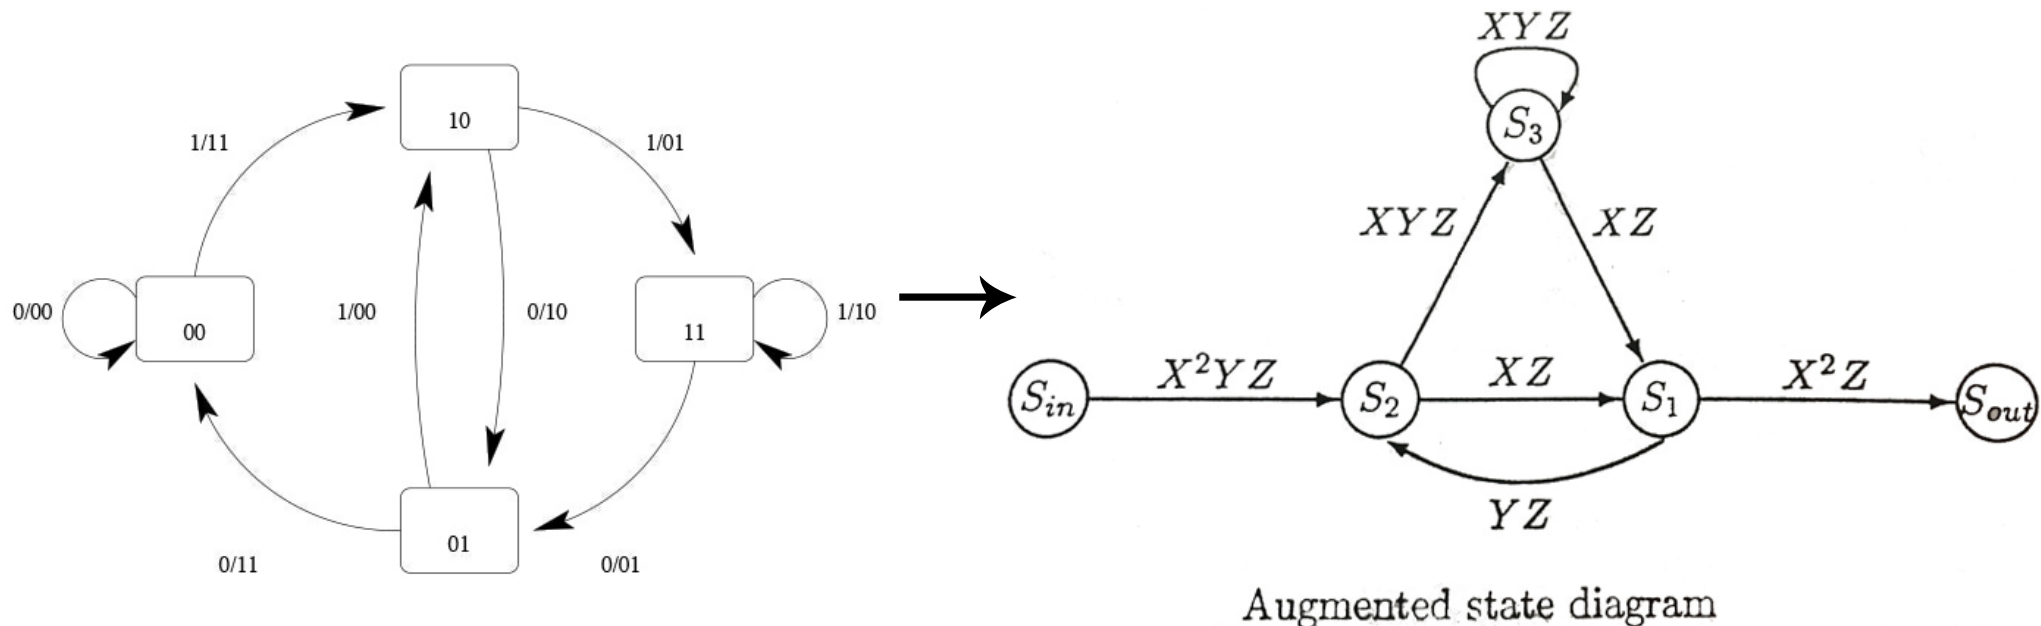 10
1/11
1/01
0/00
00
1/00
0/10
11
1/10
01
0/11
0/01
XYZ
S₃
XYZ
XZ
Sᵢₙ
X²YZ
S₂
XZ
S₁
X²Z
Sₒᵤₜ
YZ
Augmented state diagram